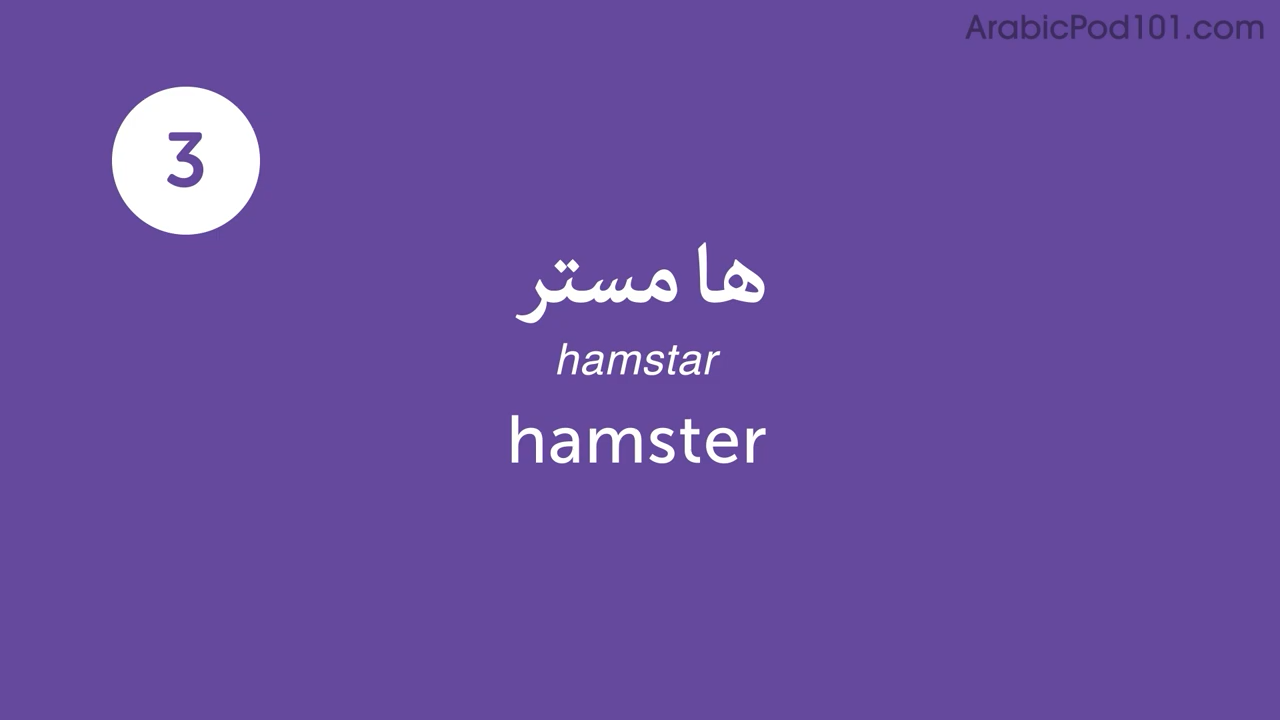 ArabicPod101.com
3
ها مستر
hamstar
hamster